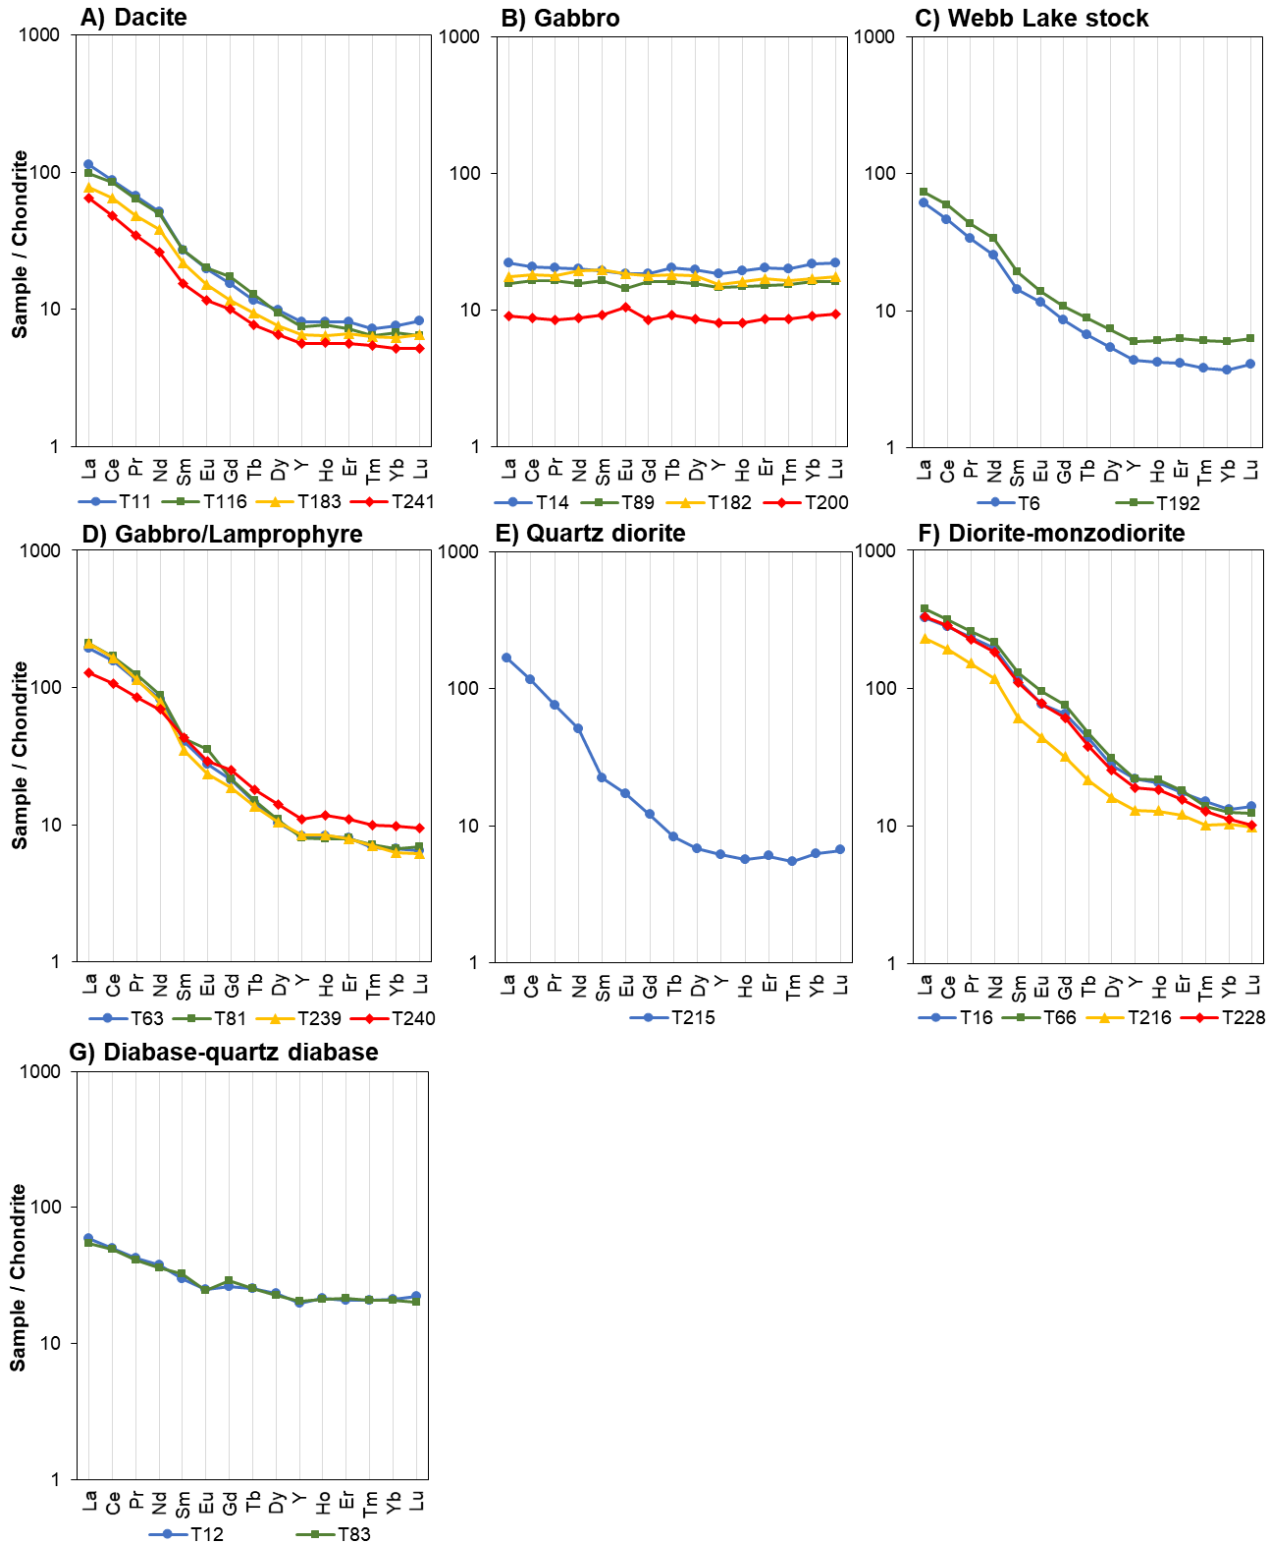 A) Dacite
1000
100
10
1
Sample / Chondrite
La Ce Pr Nd Sm Eu Gd Tb Dy Y Ho Er Tm Yb Lu
T11 T116 T183 T241
B) Gabbro
1000
100
10
1
La Ce Pr Nd Sm Eu Gd Tb Dy Y Ho Er Tm Yb Lu
T14 T89 T182 T200
C) Webb Lake stock
1000
100
10
1
La Ce Pr Nd Sm Eu Gd Tb Dy Y Ho Er Tm Yb Lu
T6 T192
D) Gabbro/Lamprophyre
1000
100
10
1
Sample / Chondrite
La Ce Pr Nd Sm Eu Gd Tb Dy Y Ho Er Tm Yb Lu
T63 T81 T239 T240
E) Quartz diorite
1000
100
10
1
La Ce Pr Nd Sm Eu Gd Tb Dy Y Ho Er Tm Yb Lu
T215
F) Diorite-monzodiorite
1000
100
10
1
La Ce Pr Nd Sm Eu Gd Tb Dy Y Ho Er Tm Yb Lu
T16 T66 T216 T228
G) Diabase-quartz diabase
1000
100
10
1
Sample / Chondrite
La Ce Pr Nd Sm Eu Gd Tb Dy Y Ho Er Tm Yb Lu
T12 T83